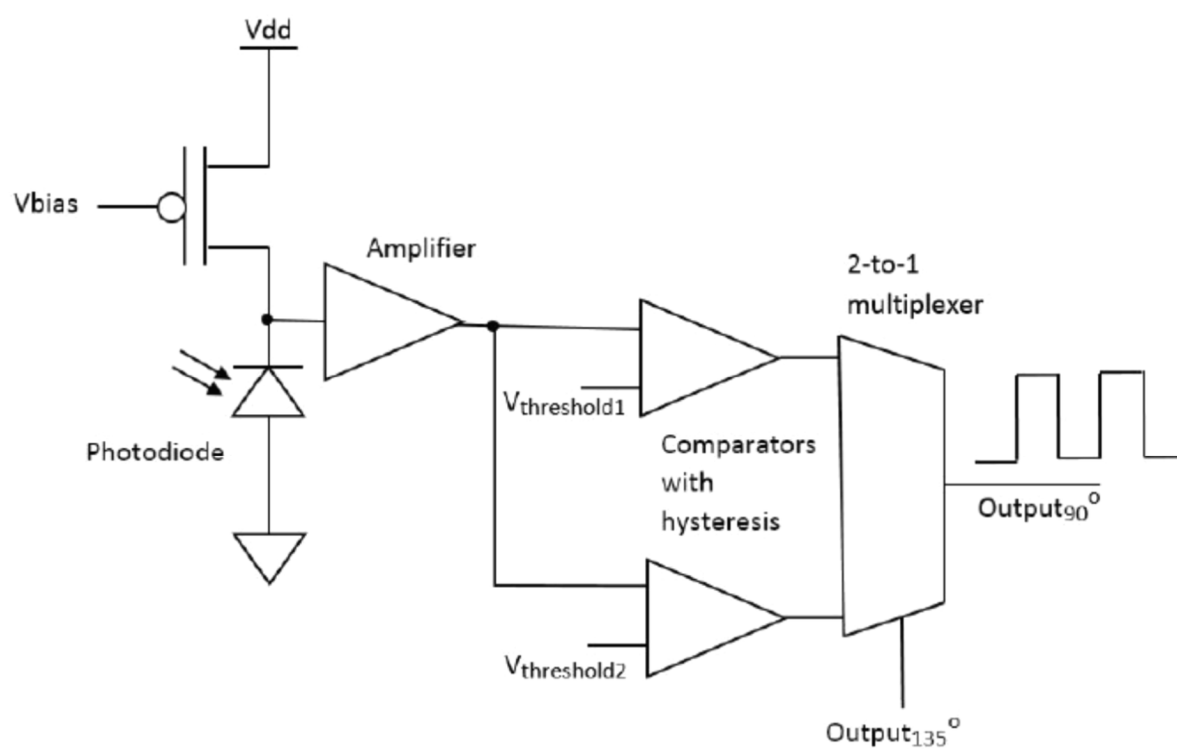 Vdd
Vbias
Amplifier
2-to-1
multiplexer
Vthreshold1
Photodiode
Comparators
with
hysteresis
Output90°
Vthreshold2
Output135°